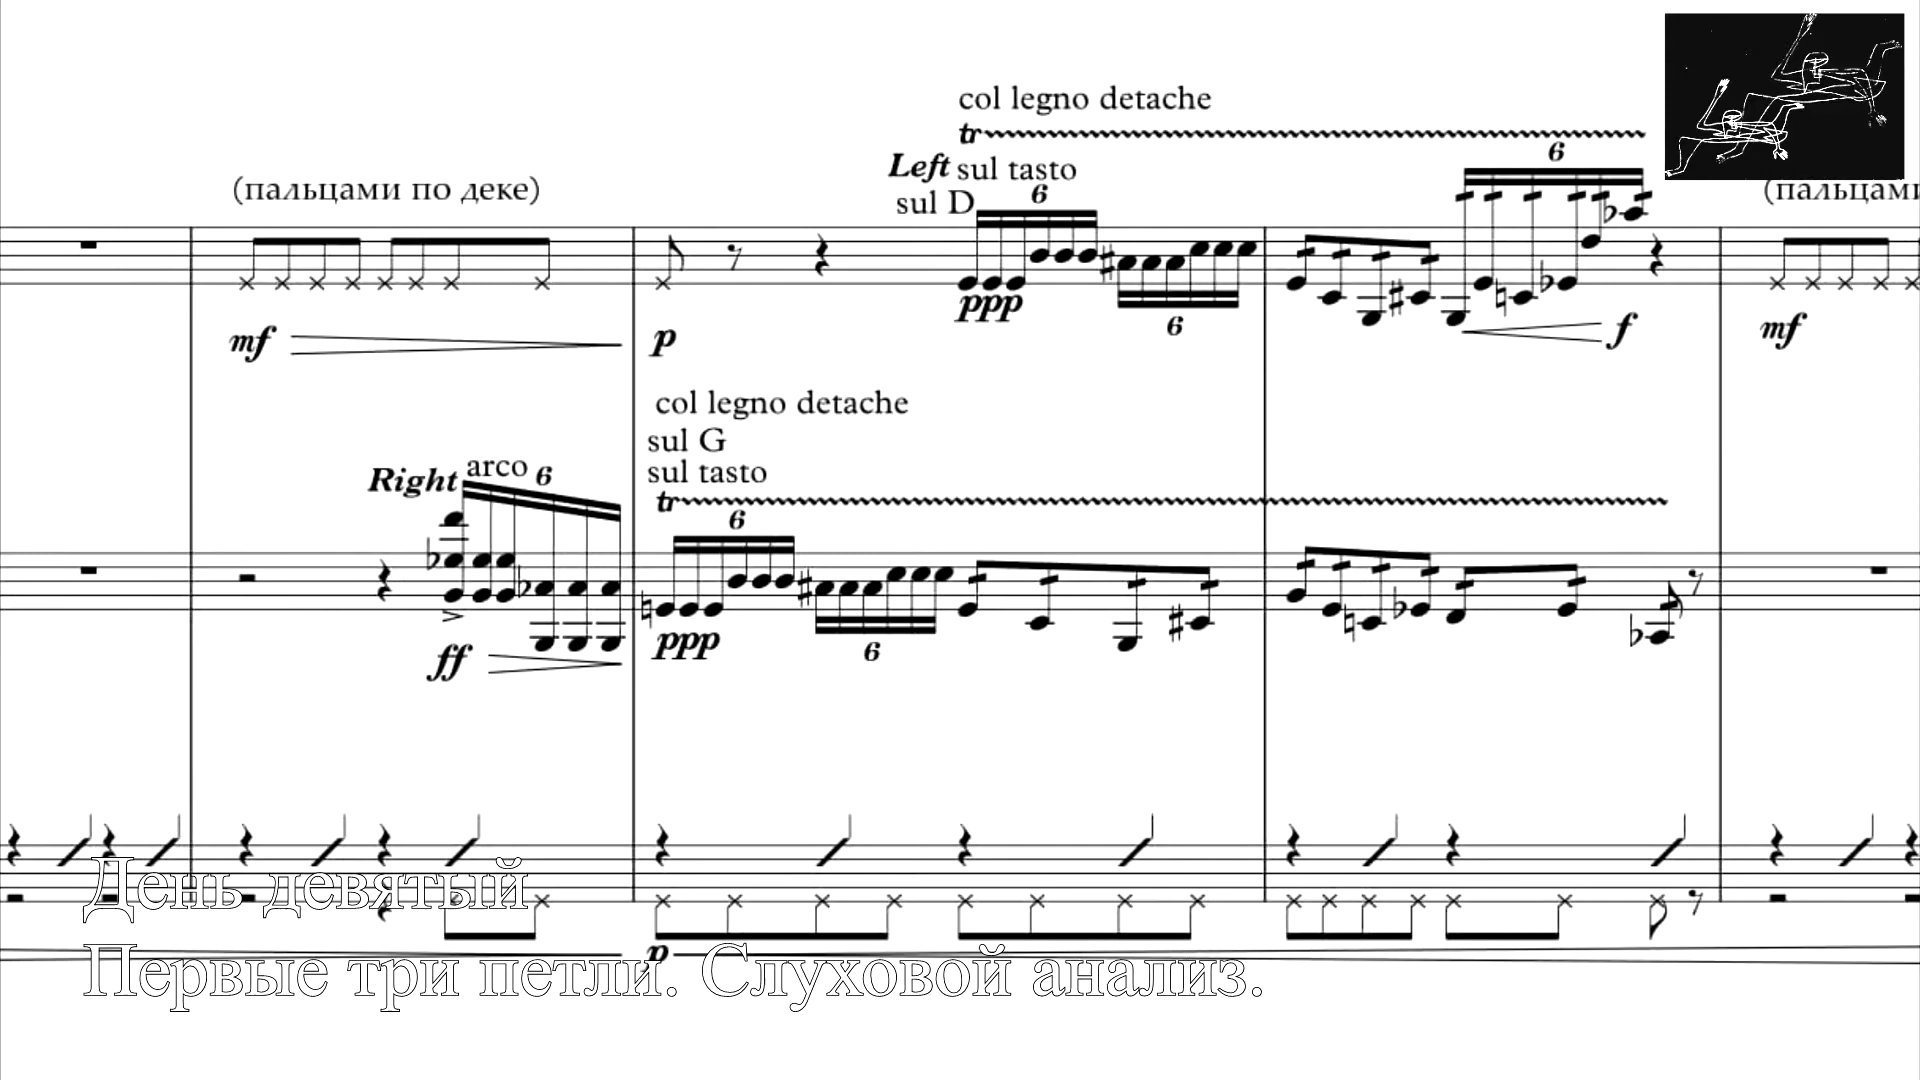 col legno detache
tr
Left sul tasto
6
6
(пальцами по деке)
sul D
(пальцами
ppp
6
mf
p
f
mf
col legno detache
sul G
sul tasto
Right arco 6
tr
6
ppp
6
ff
День девятый
p
Первые три петли. Слуховой анализ.